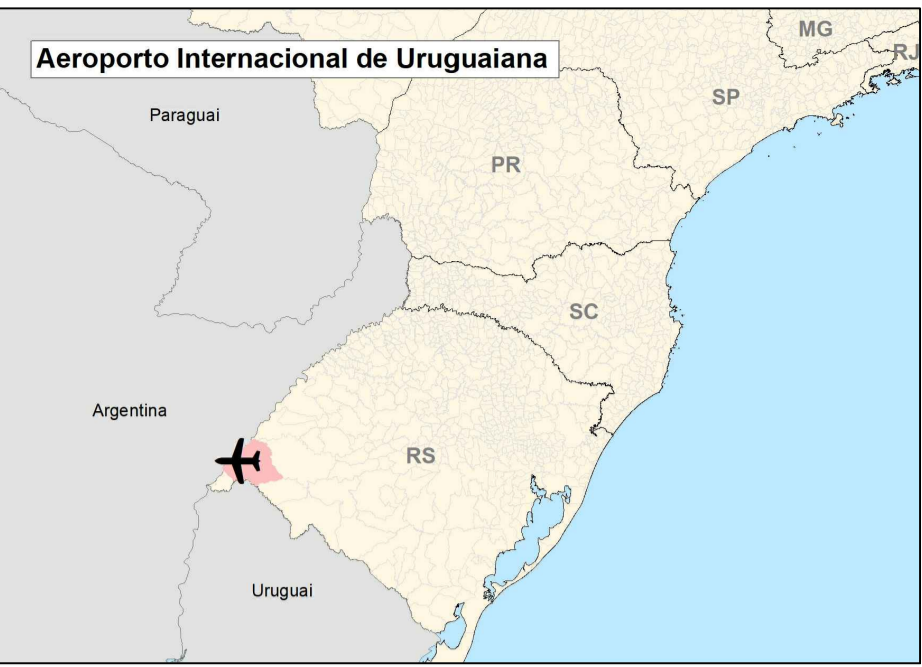 Aeroporto Internacional de Uruguaiana
MG
RJ
SP
Paraguai
PR
SC
Argentina
RS
Uruguai